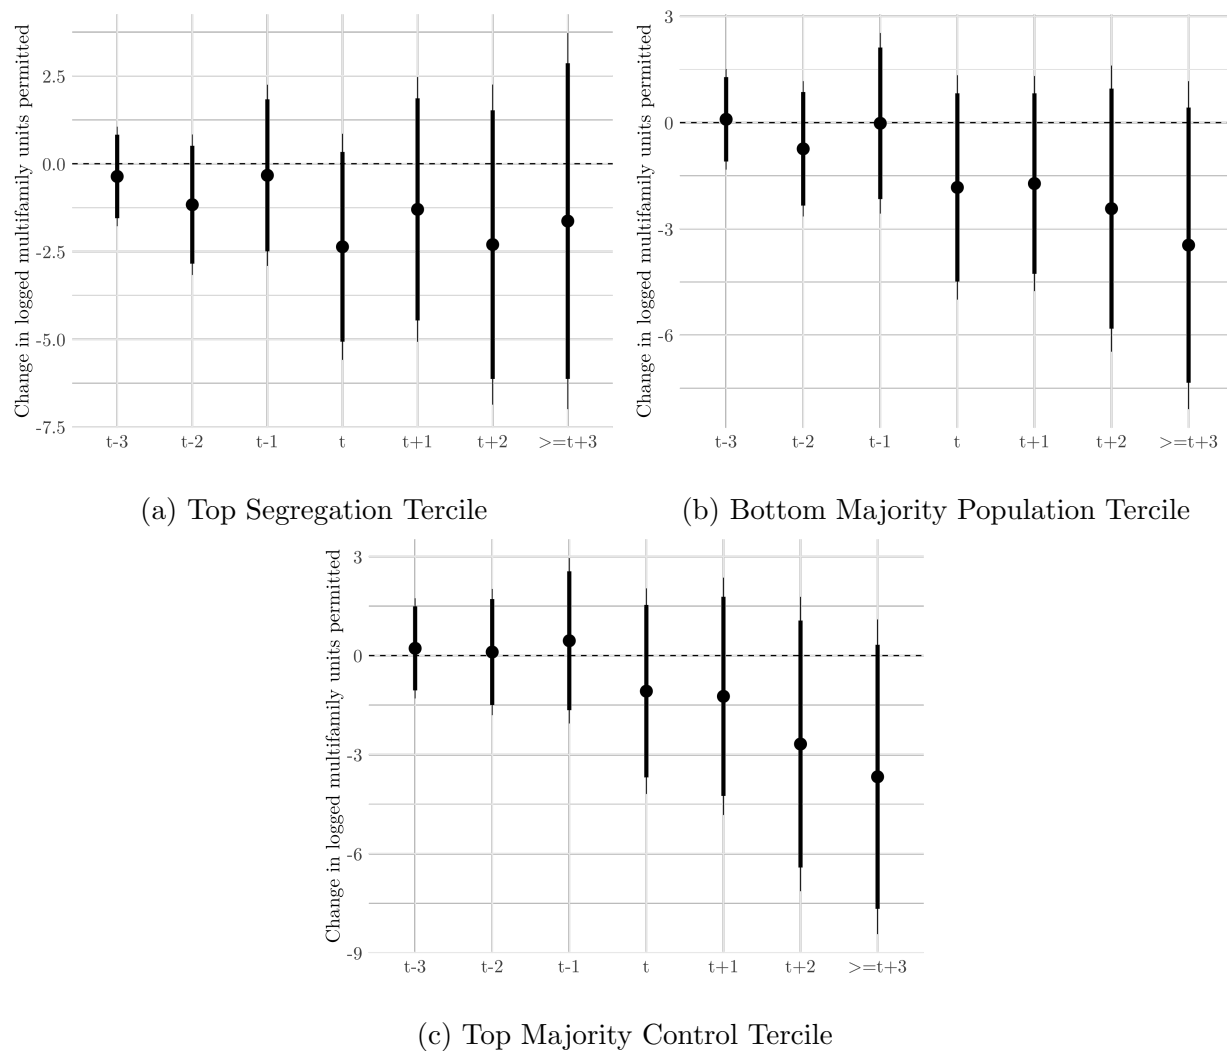 Change in logged multifamily units permitted
2.5
0.0
-2.5
-5.0
-7.5
t-3 t-2 t-1 t t+1 t+2 >=t+3
(a) Top Segregation Tercile
Change in logged multifamily units permitted
3
0
-3
-6
t-3 t-2 t-1 t t+1 t+2 >=t+3
(b) Bottom Majority Population Tercile
Change in logged multifamily units permitted
3
0
-3
-6
-9
t-3 t-2 t-1 t t+1 t+2 >=t+3
(c) Top Majority Control Tercile